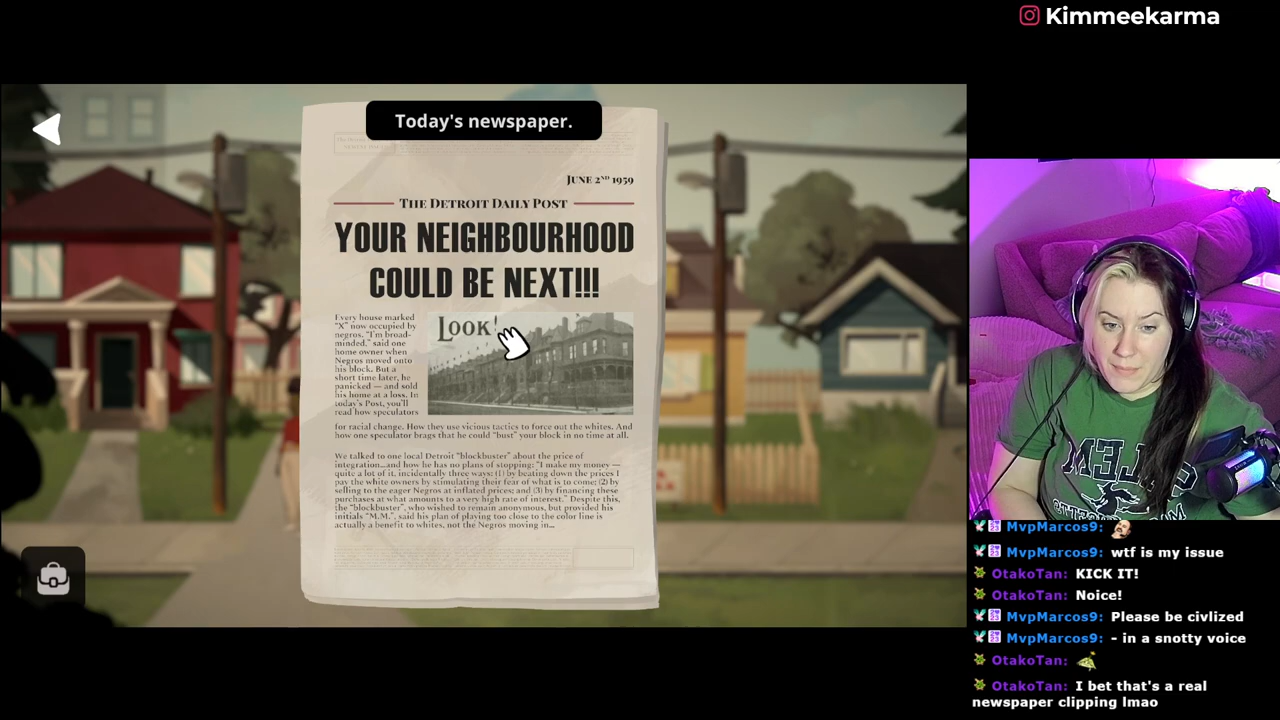 Kimmeekarma
Today's newspaper.
JUNE 2ND 1959
THE DETROIT DAILY POST
YOUR NEIGHBOURHOOD
COULD BE NEXT!!!
Every house marked
"X" now occupied by
negros. "I'm broad-
minded," said one
home owner when
Negros moved onto
his block. But a
short time later, he
panicked — and sold
his home at a loss. In
today's Post, you'll
read how speculators
LOOK!
for racial change. How they use vicious tactics to force out the whites. And
how one speculator brags that he could "bust" your block in no time at all.
We talked to one local Detroit "blockbuster" about the price of
integration...and how he has no plans of stopping: "I make my money —
quite a lot of it, incidentally three ways: (1) by beating down the prices I
pay the white owners by stimulating their fear of what is to come; (2) by
selling to the eager Negros at inflated prices; and (3) by financing these
purchases at what amounts to a very high rate of interest." Despite this,
the "blockbuster", who wished to remain anonymous, but provided his
initials "M.M.", said his plan of playing too close to the color line is
actually a benefit to whites, not the Negros moving in...
MvpMarcos9:
MvpMarcos9: wtf is my issue
OtakoTan: KICK IT!
OtakoTan: Noice!
MvpMarcos9: Please be civlized
MvpMarcos9: - in a snotty voice
OtakoTan:
OtakoTan: I bet that's a real
newspaper clipping lmao